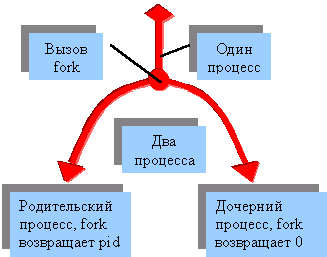 Вызов
fork
Один
процесс
Два
процесса
Родительский
процесс, fork
возвращает pid
Дочерний
процесс, fork
возвращает 0